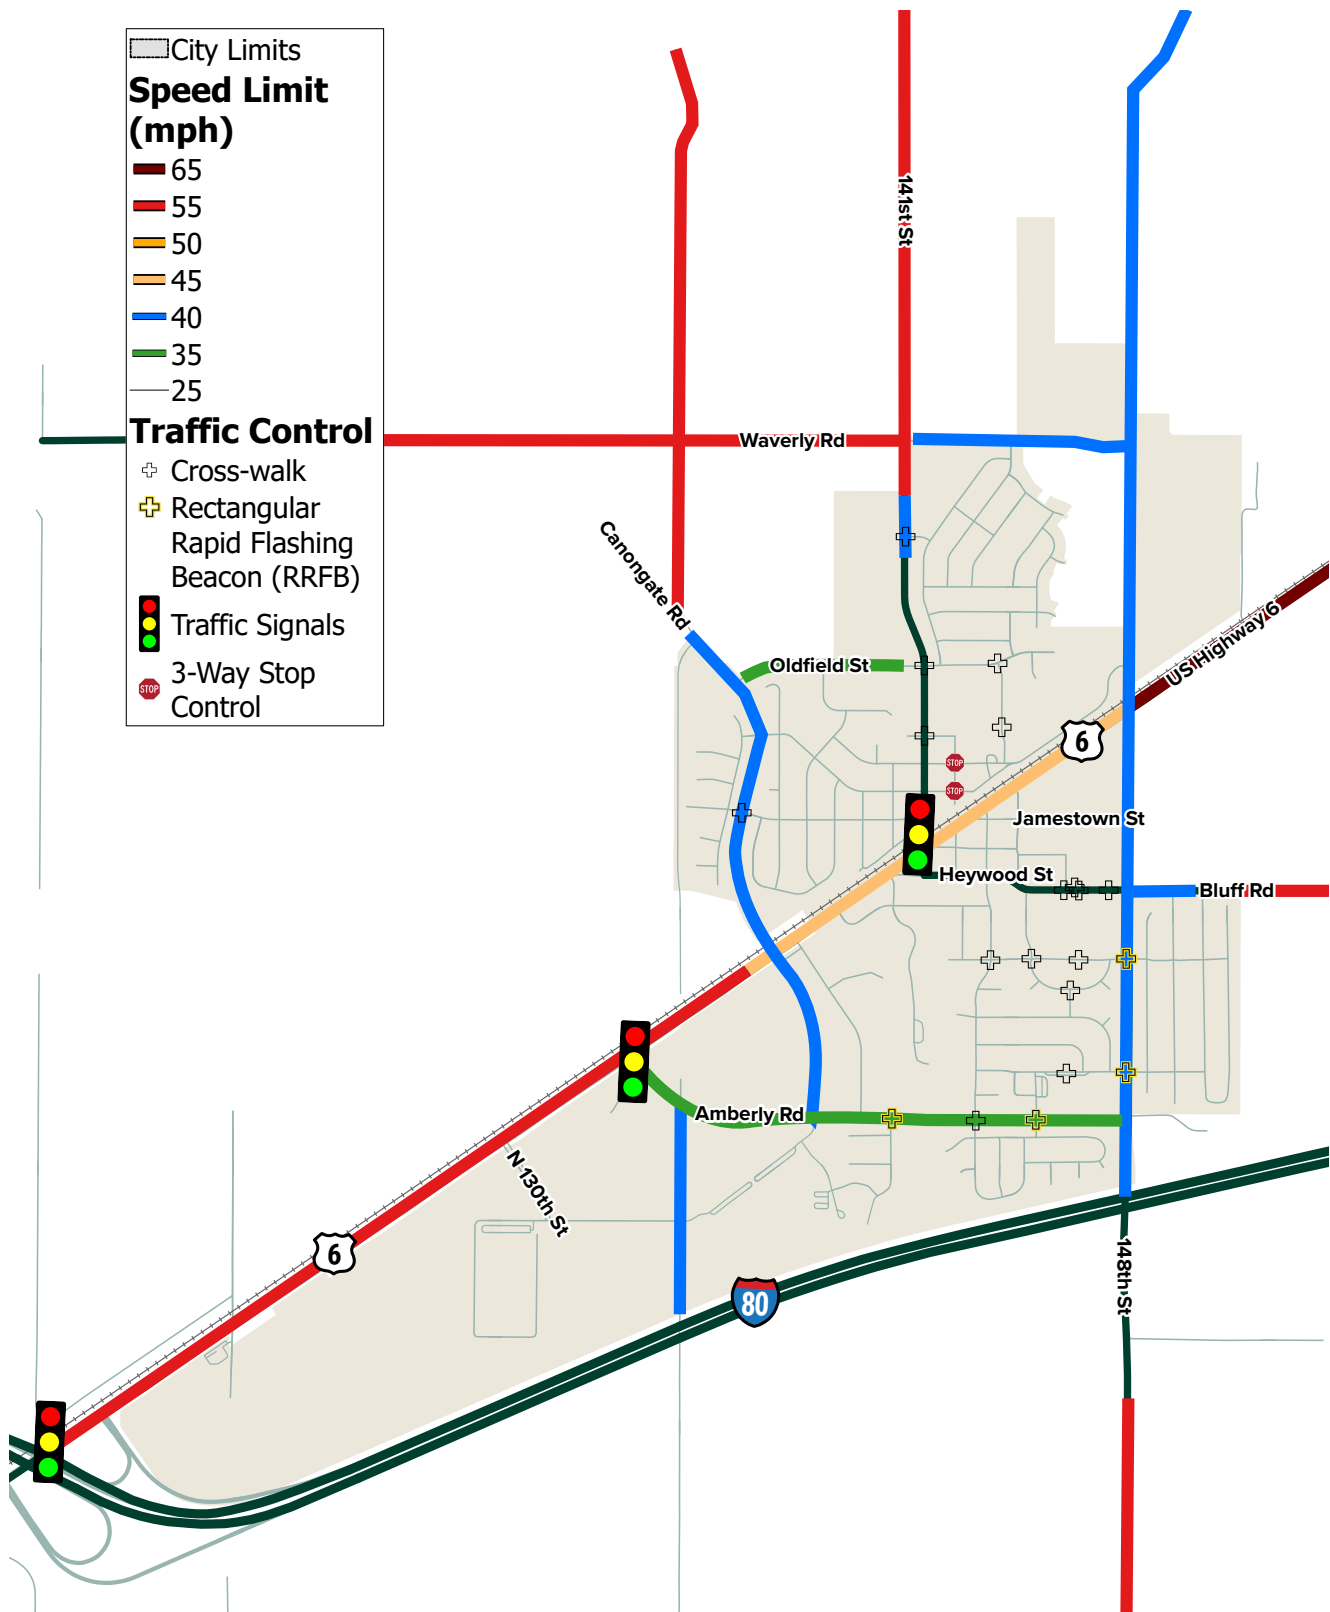 City Limits
Speed Limit
(mph)
65
55
50
45
40
35
25
Traffic Control
Cross-walk
Rectangular
Rapid Flashing
Beacon (RRFB)
Traffic Signals
3-Way Stop
Control
STOP
141st St
Waverly Rd
Canongate Rd
Oldfield St
US Highway 6
6
STOP
STOP
Jamestown St
Heywood St
Bluff Rd
Amberly Rd
N 130th St
6
80
148th St